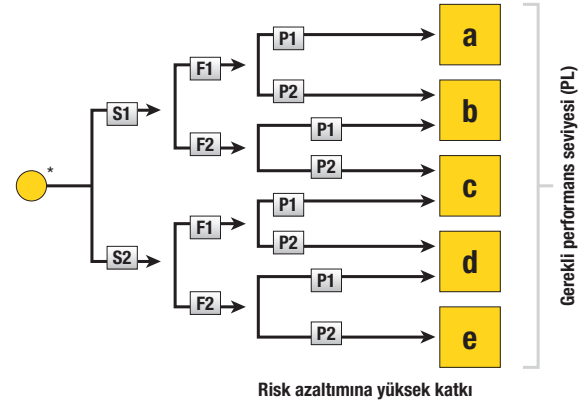 P1
a
F1
P2
b
S1
P1
F2
P2
c
*
P1
F1
P2
d
S2
P1
F2
P2
e
Gerekli performans seviyesi (PL)
Risk azaltımına yüksek katkı